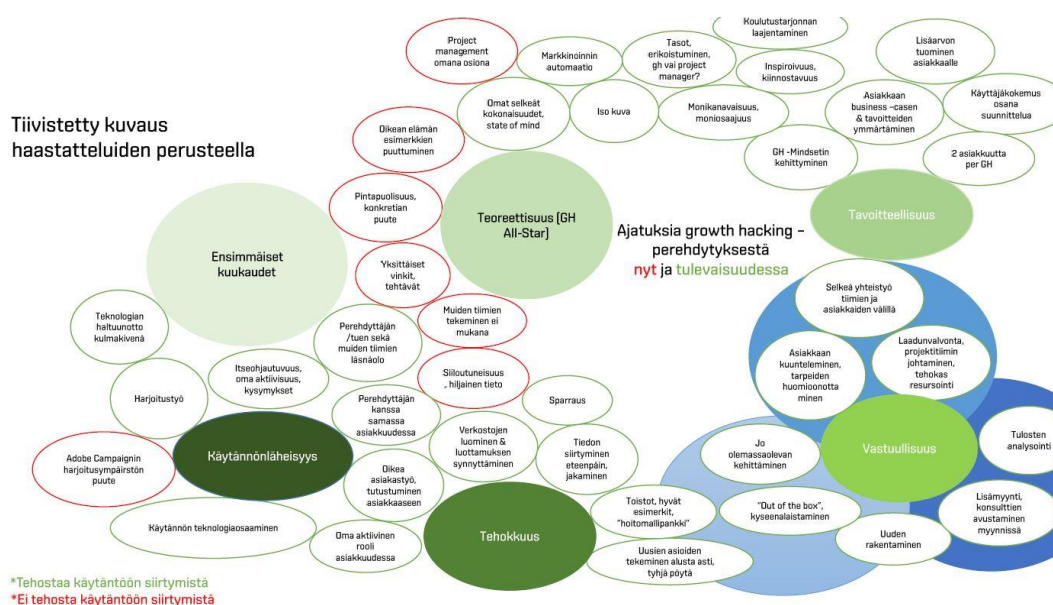 Tiivistetty kuvaus
haastatteluiden perusteella
Project
management
omana osiona
Markkinoinnin
automaatio
Tasot,
erikoistuminen,
gh vai project
manager?
Koulutustarjonnan
laajentaminen
Inspiroivuus,
kiinnostavuus
Lisäarvon
tuominen
asiakkaalle
Oikean elämän
esimerkkien
puuttuminen
Omat selkeät
kokonaisuudet,
state of mind
Iso kuva
Monikanavaisuus,
moniosaajuus
Asiakkaan
business -casen
& tavoitteiden
ymmärtäminen
Käyttäjäkokemus
osana
suunnittelua
GH -Mindsetin
kehittyminen
2 asiakkuutta
per GH
Pintapuolisuus,
konkretian
puute
Teoreettisuus (GH
All-Star)
Tavoitteellisuus
Ensimmäiset
kuukaudet
Yksittäiset
vinkit,
tehtävät
Ajatuksia growth hacking –
perehdytyksestä
nyt ja tulevaisuudessa
Teknologian
haltuunotto
kulmakivenä
Perehdyttäjän
/tuen sekä
muiden tiimien
läsnäolo
Muiden tiimien
tekeminen ei
mukana
Selkeä yhteistyö
tiimien ja
asiakkaiden välillä
Itseohjautuvuus,
oma aktiivisuus,
kysymykset
Siiloutuneisuus
, hiljainen tieto
Asiakkaan
kuunteleminen,
tarpeiden
huomioonotta
minen
Laadunvalvonta,
projektitiimin
johtaminen,
tehokas
resursointi
Harjoitustyö
Perehdyttäjän
kanssa
samassa
asiakkuudessa
Sparraus
Adobe Campaignin
harjoitusympäirstön
puute
Käytännönläheisyys
Verkostojen
luominen &
luottamuksen
synnyttäminen
Tiedon
siirtyminen
eteenpäin,
jakaminen
Jo
olemassaolevan
kehittäminen
Vastuullisuus
Tulosten
analysointi
Oikea
asiakastyö,
tutustuminen
asiakkaaseen
Käytännön teknologiaosaaminen
Oma aktiivinen
rooli
asiakkuudessa
Tehokkuus
Toistot, hyvät
esimerkit,
"hoitomallipankki"
"Out of the box",
kyseenalaistaminen
Lisämyynti,
konsulttien
avustaminen
myynnissä
Uusien asioiden
tekeminen alusta asti,
tyhjä pöytä
Uuden
rakentaminen
*Tehostaa käytäntöön siirtymistä
*Ei tehosta käytäntöön siirtymistä